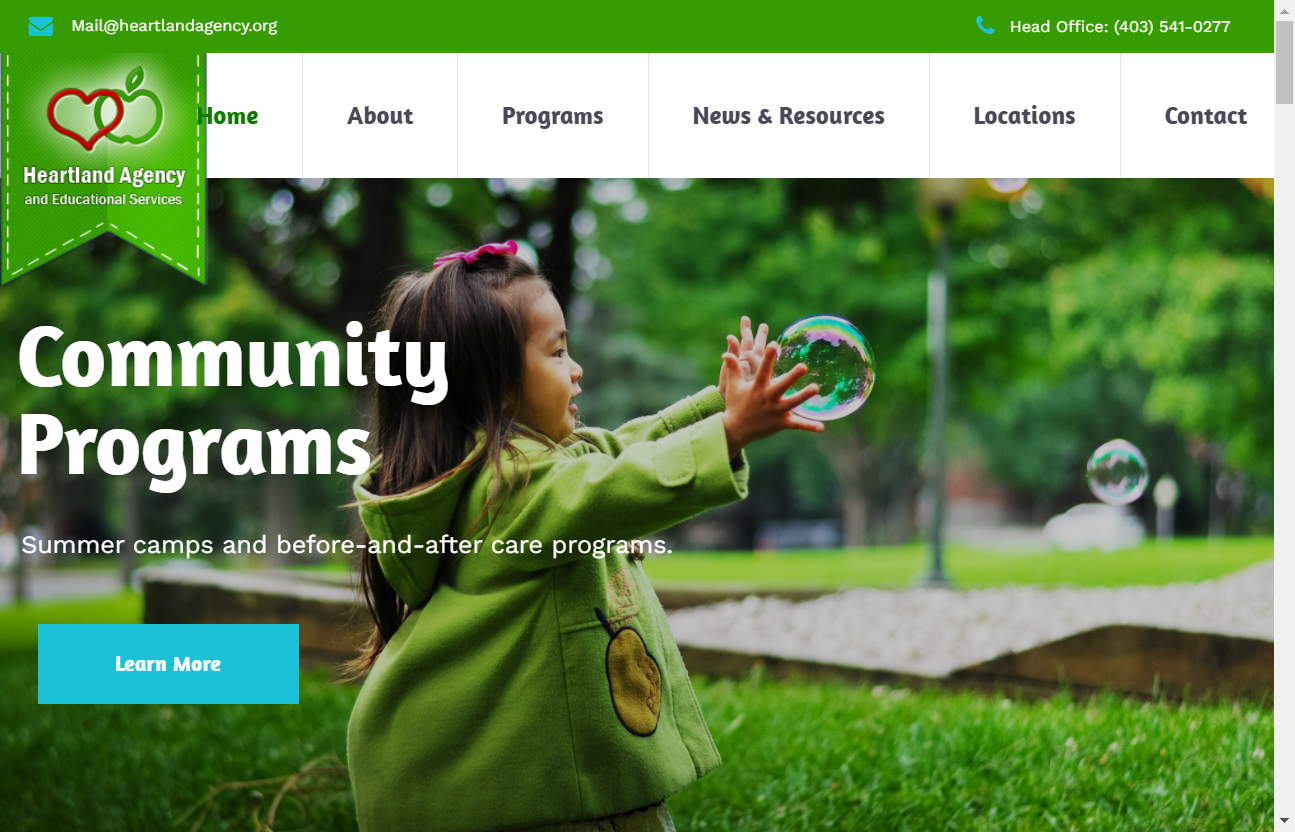 Mail@heartlandagency.org
Head Office: (403) 541-0277
Heartland Agency
and Educational Services
Home
About
Programs
News & Resources
Locations
Contact
Community
Programs
Summer camps and before-and-after care programs.
Learn More